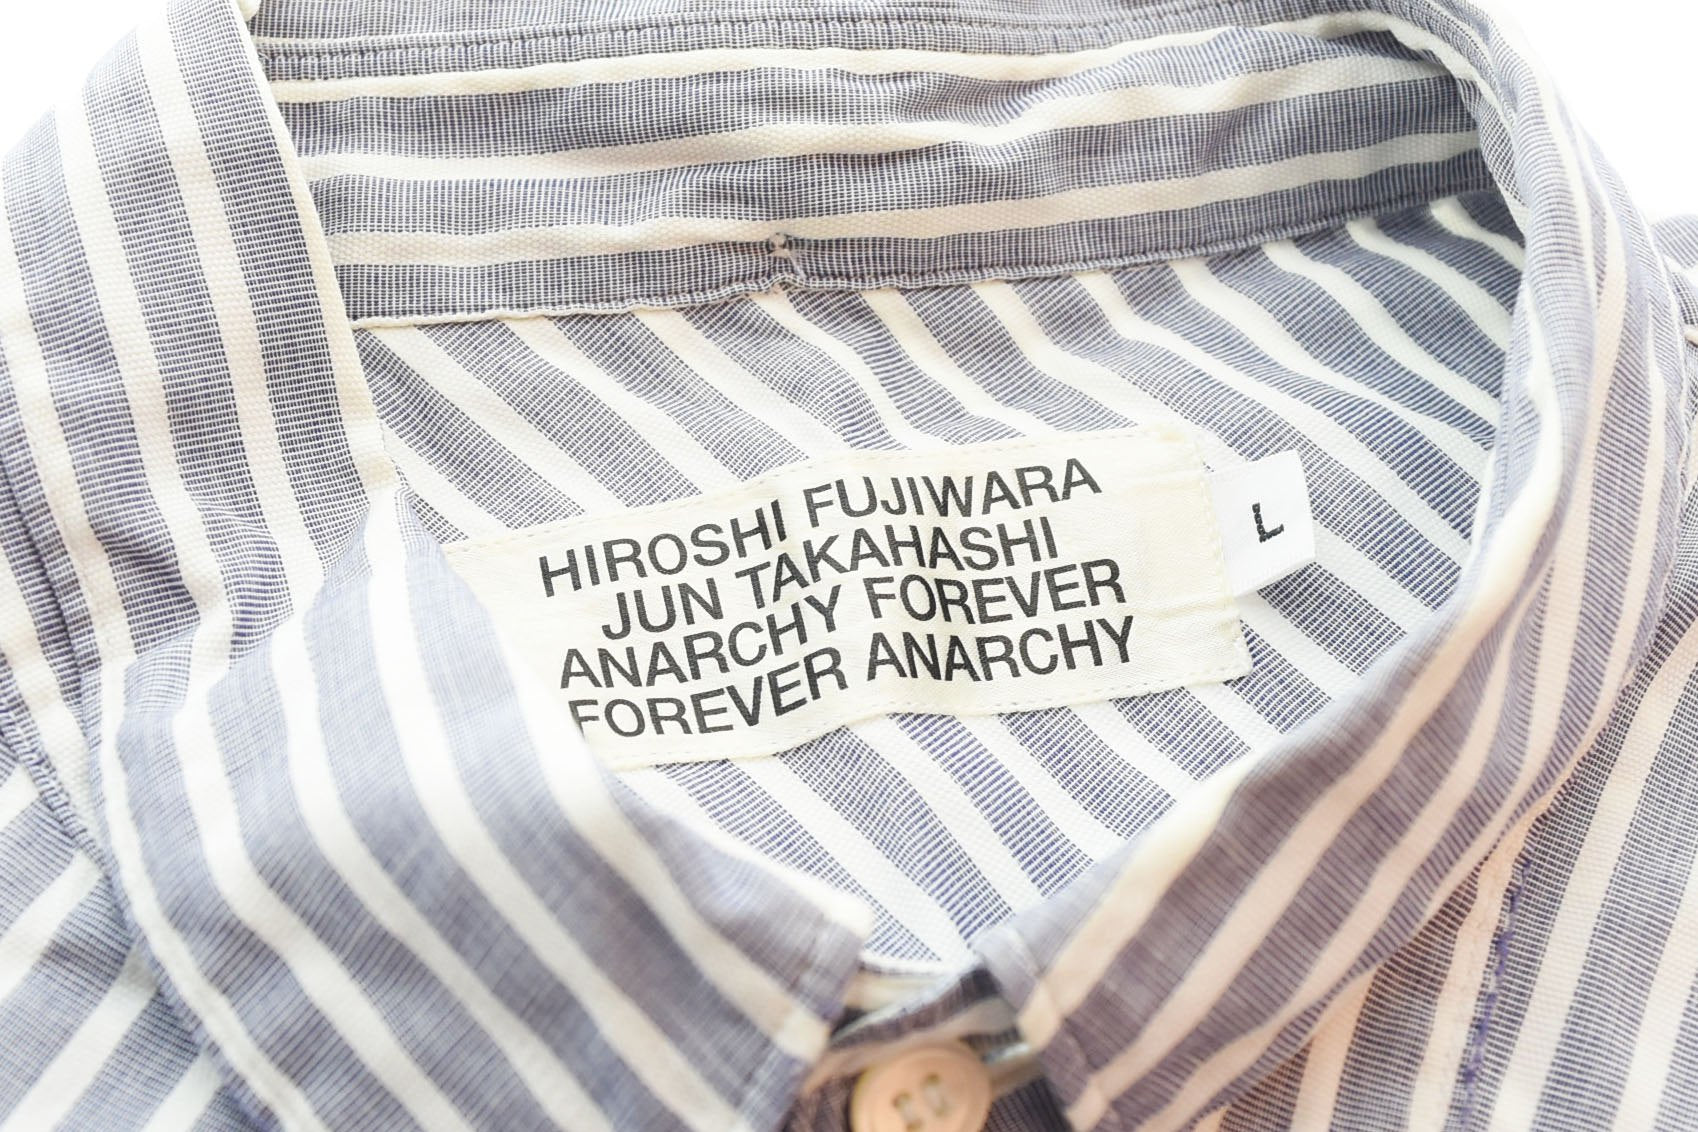 HIROSHI FUJIWARA
JUN TAKAHASHI
ANARCHY FOREVER
FOREVER ANARCHY
L